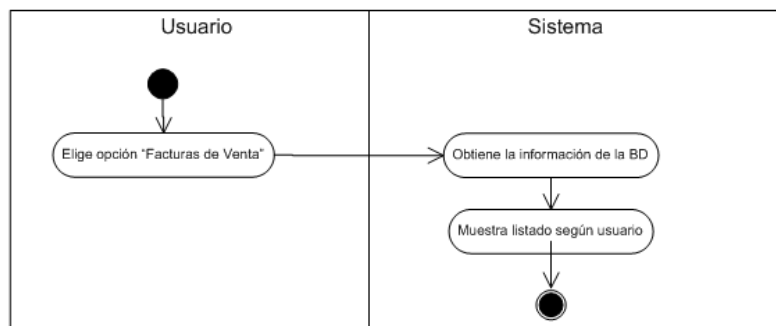 Usuario
Sistema
Elige opción “Facturas de Venta”
Obtiene la información de la BD
Muestra listado según usuario